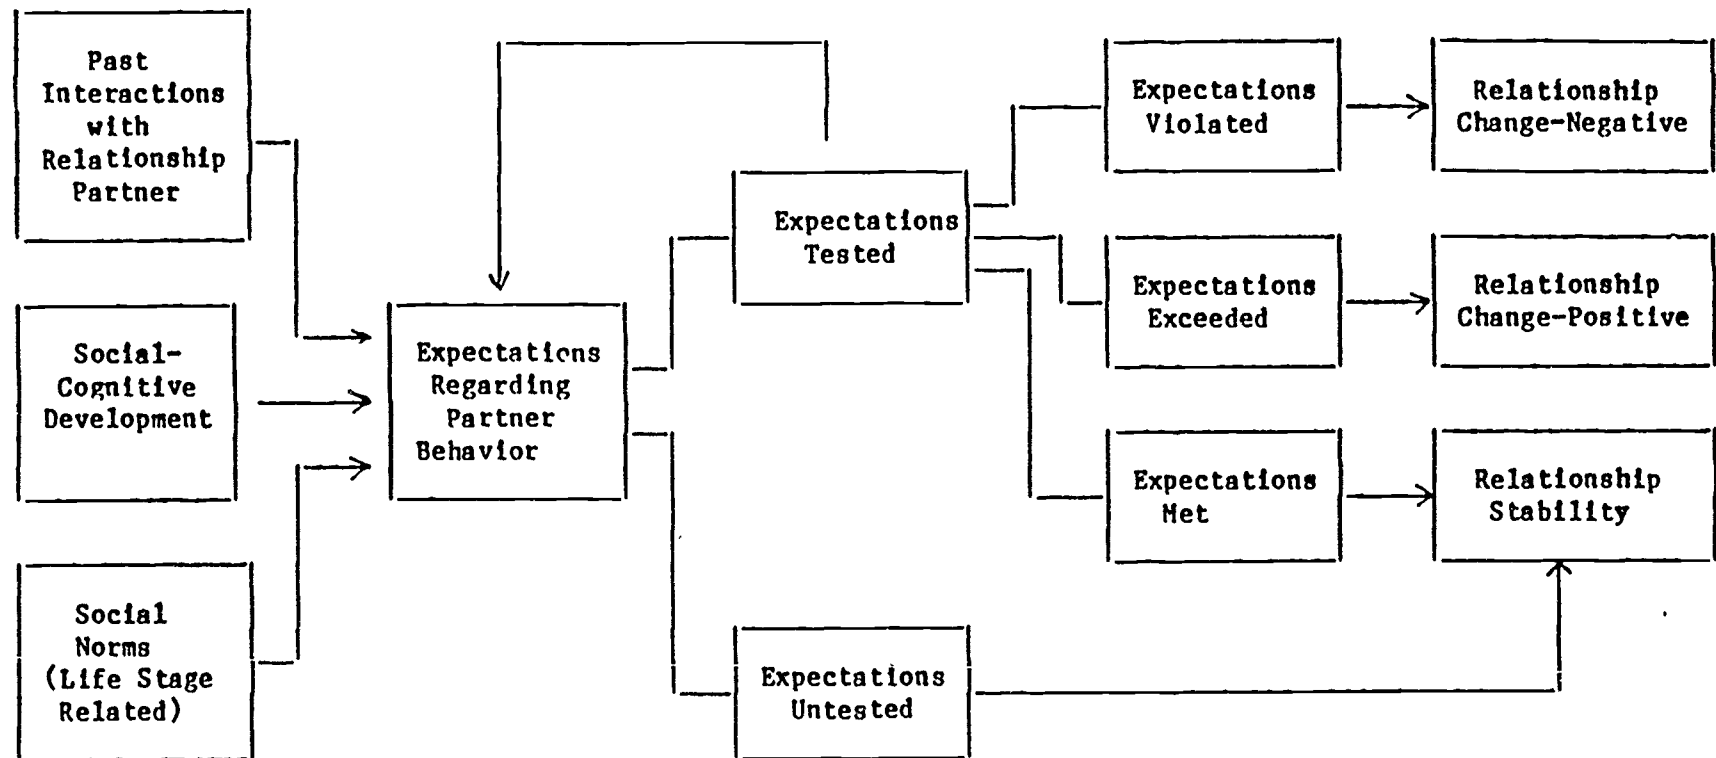 Past
Interactions
with
Relationship
Partner
Social-
Cognitive
Development
Social
Norms
(Life Stage
Related)
Expectations
Regarding
Partner
Behavior
Expectations
Tested
Expectations
Untested
Expectations
Violated
Expectations
Exceeded
Expectations
Met
Relationship
Change-Negative
Relationship
Change-Positive
Relationship
Stability